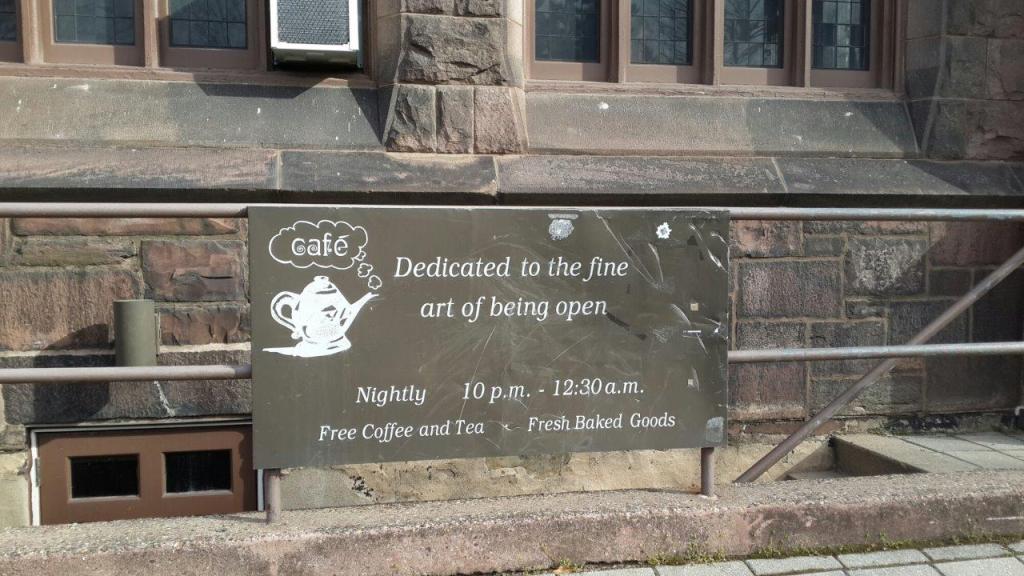 café
Dedicated to the fine
art of being open
Nightly 10 p.m. - 12:30 a.m.
Free Coffee and Tea - Fresh Baked Goods